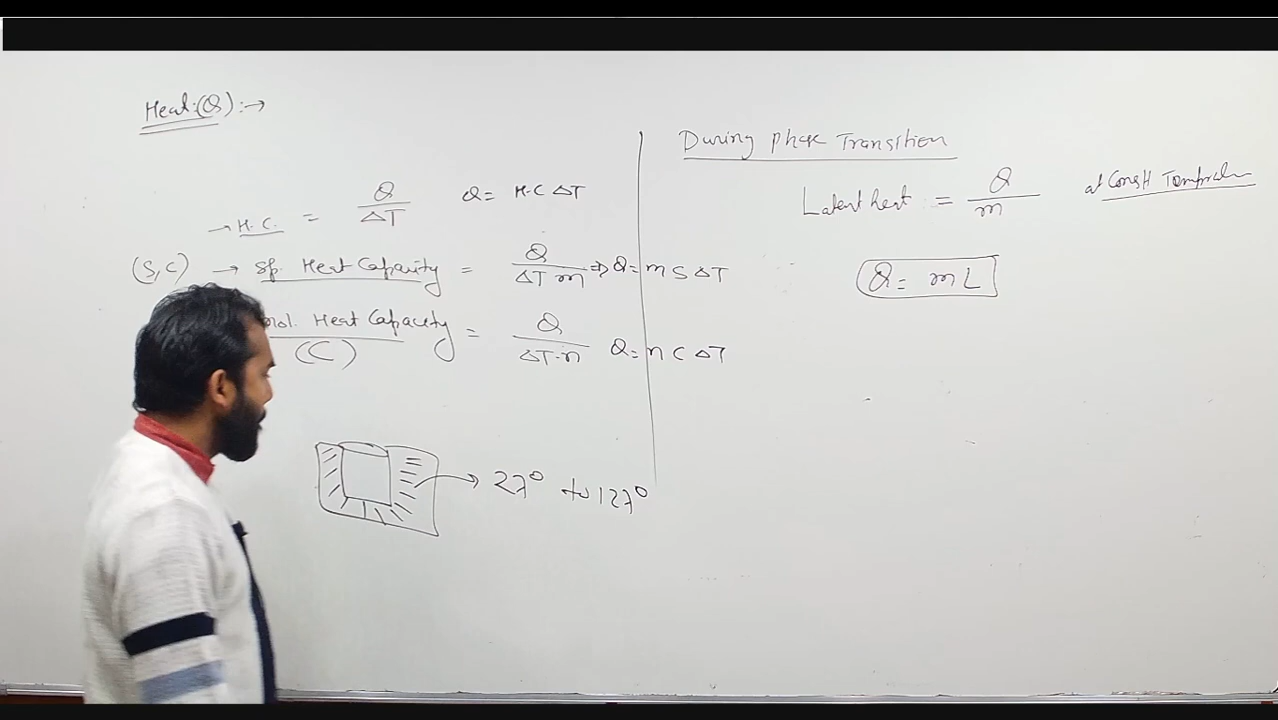 Heat:(Q):→
→ H.C. = Q/ΔT Q = H.C ΔT
(S,C) → Sp. Heat Capacity = Q/ΔT m ⇒ Q = m S ΔT
mol. Heat Capacity = Q/ΔT·n Q = n C ΔT
(C)
→ 27° to 127°
During Phase Transition
Latent heat = Q/m at Const Temprature
Q = mL